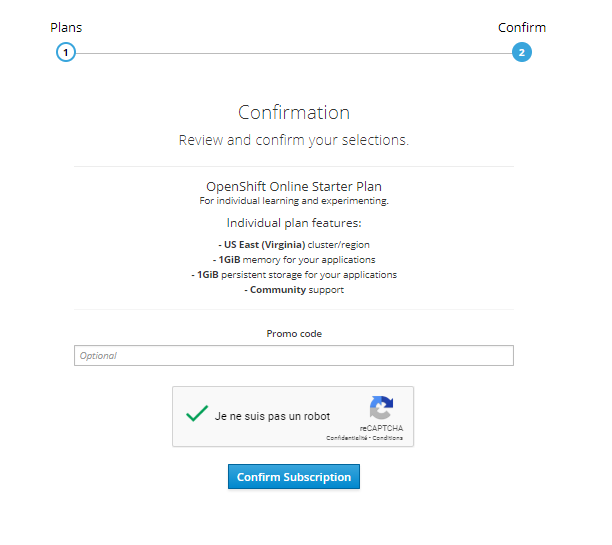 Plans
Confirm
1
2
Confirmation
Review and confirm your selections.
OpenShift Online Starter Plan
For individual learning and experimenting.
Individual plan features:
- US East (Virginia) cluster/region
- 1GiB memory for your applications
- 1GiB persistent storage for your applications
- Community support
Promo code
Optional
Je ne suis pas un robot
reCAPTCHA
Confidentialité - Conditions
Confirm Subscription